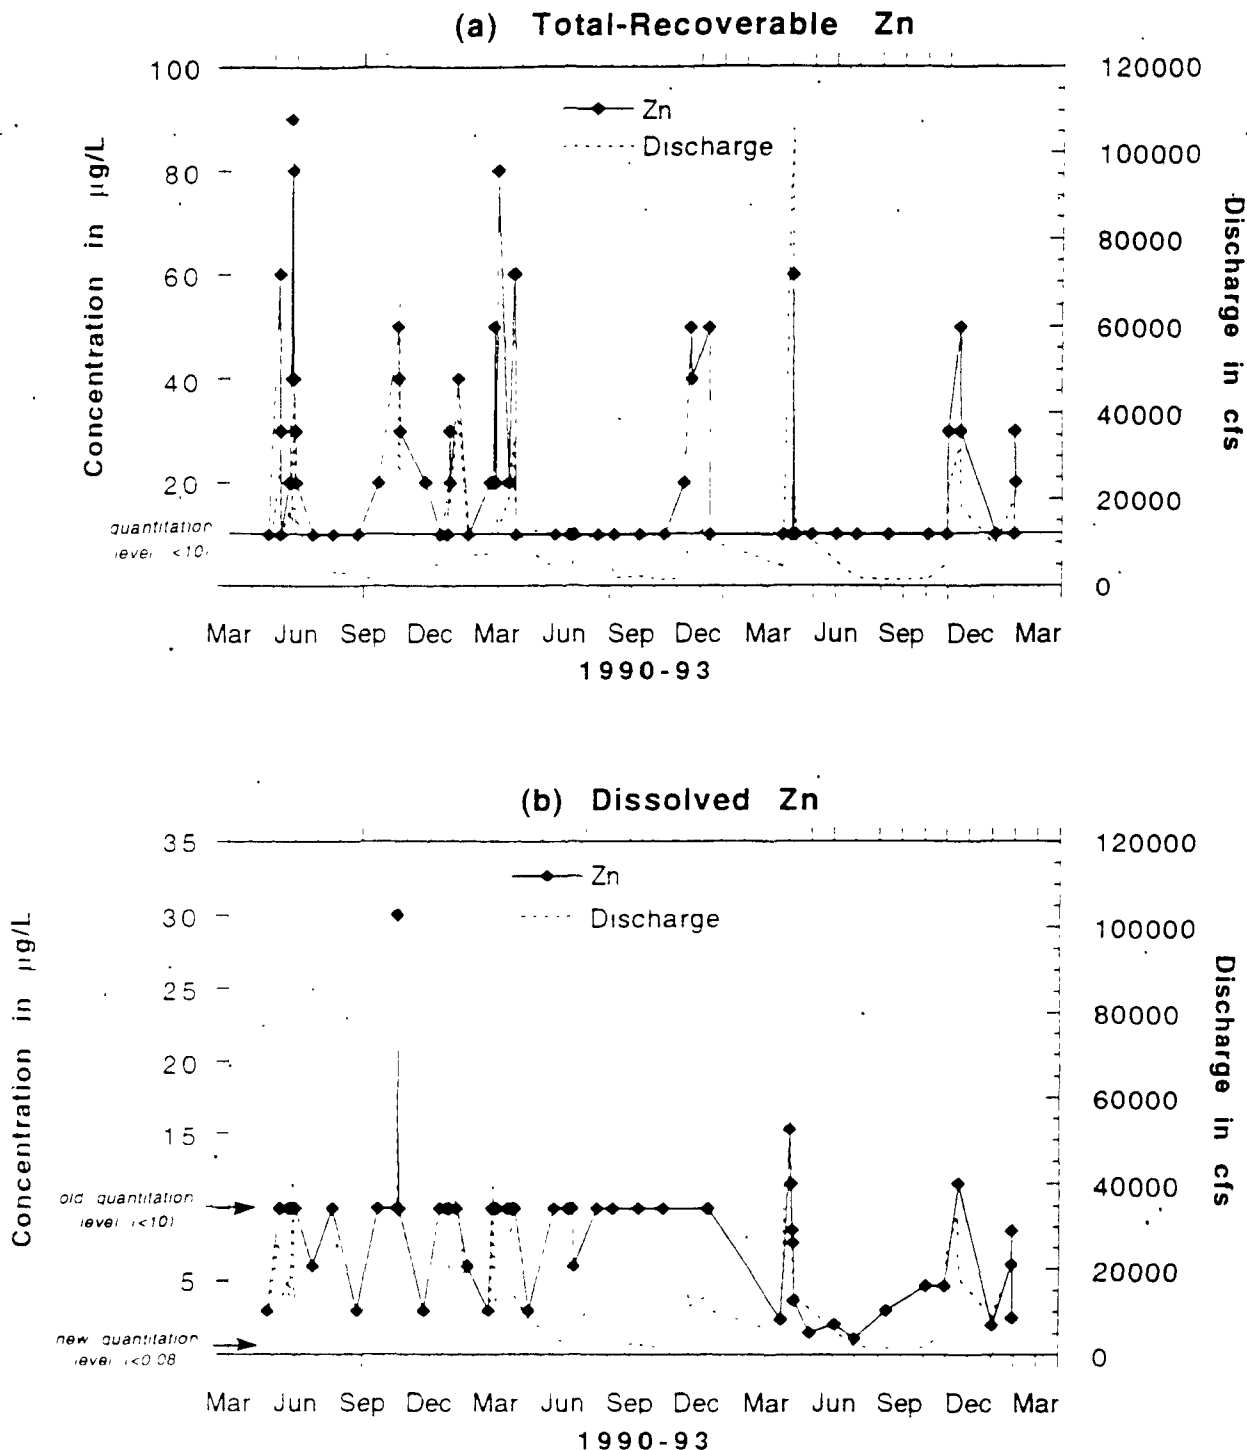 (a) Total-Recoverable Zn
100
80
60
40
20
Concentration in µg/L
quantitation
level <10
Zn
Discharge
120000
100000
80000
60000
40000
20000
0
Discharge in cfs
Mar Jun Sep Dec Mar Jun Sep Dec Mar Jun Sep Dec Mar
1990-93
(b) Dissolved Zn
35
30
25
20
15
5
Concentration in µg/L
old quantitation
level (<10)
new quantitation
level (<0.08
Zn
Discharge
120000
100000
80000
60000
40000
20000
0
Discharge in cfs
Mar Jun Sep Dec Mar Jun Sep Dec Mar Jun Sep Dec Mar
1990-93